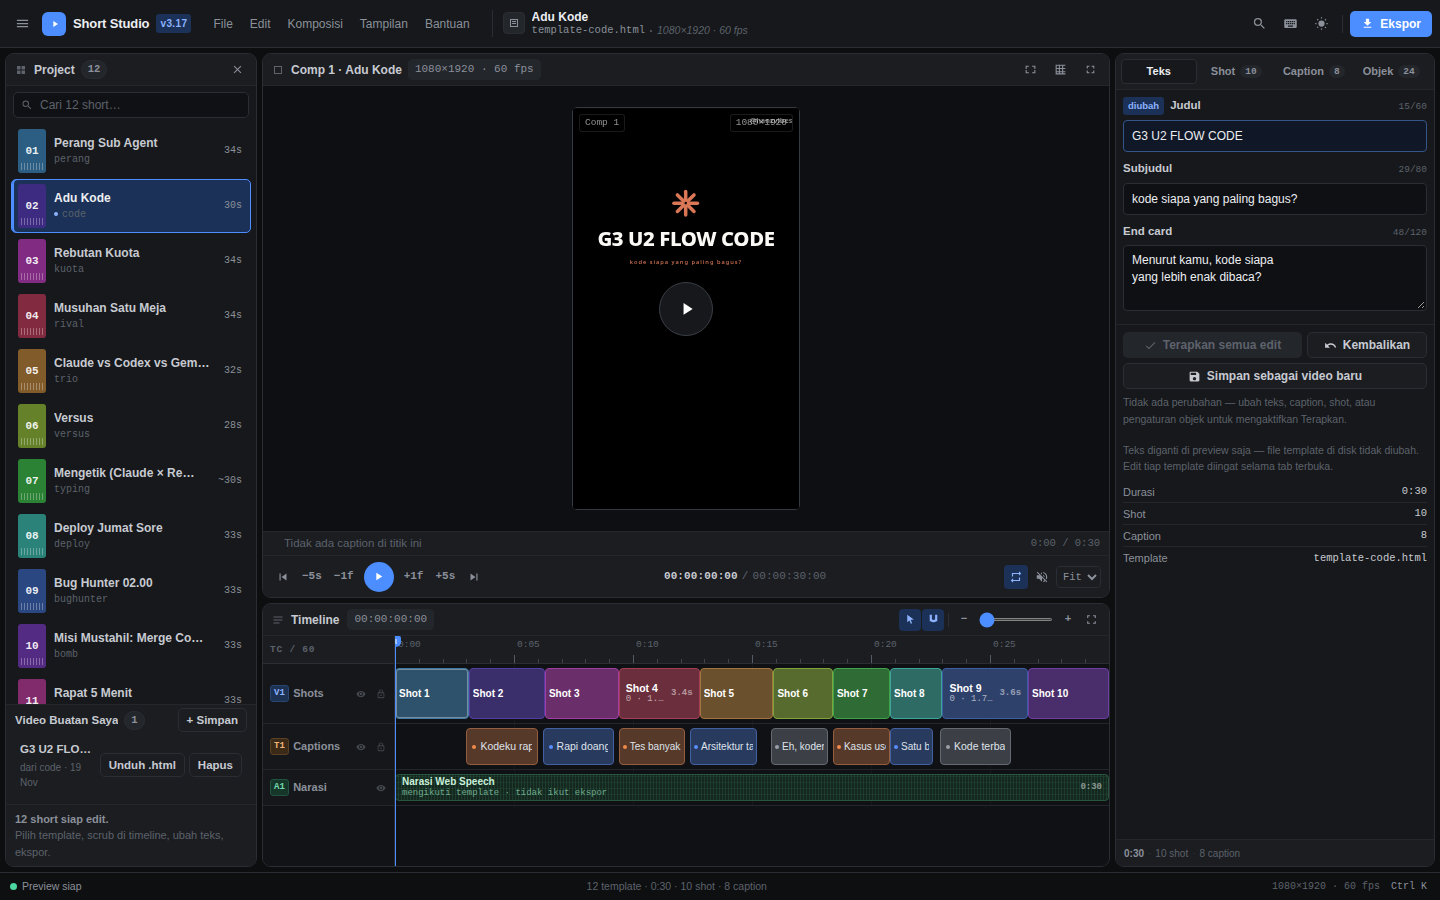 Short Studio v3.17 File Edit Komposisi Tampilan Bantuan
Adu Kode
template-code.html · 1080×1920 · 60 fps
Ekspor
Project 12
Cari 12 short…
01 Perang Sub Agent 34s
perang
02 Adu Kode 30s
code
03 Rebutan Kuota 34s
kuota
04 Musuhan Satu Meja 34s
rival
05 Claude vs Codex vs Gem… 32s
trio
06 Versus 28s
versus
07 Mengetik (Claude × Re… ~30s
typing
08 Deploy Jumat Sore 33s
deploy
09 Bug Hunter 02.00 33s
bughunter
10 Misi Mustahil: Merge Co… 33s
bomb
11 Rapat 5 Menit 33s
Video Buatan Saya 1 + Simpan
G3 U2 FLO…
dari code · 19
Nov
Unduh .html Hapus
12 short siap edit.
Pilih template, scrub di timeline, ubah teks,
ekspor.
Comp 1 · Adu Kode 1080×1920 · 60 fps
Comp 1 1080×1920
G3 U2 FLOW CODE
kode siapa yang paling bagus?
Tidak ada caption di titik ini 0:00 / 0:30
−5s −1f +1f +5s 00:00:00:00 / 00:00:30:00 Fit
Timeline 00:00:00:00 − +
TC / 60 0:00 0:05 0:10 0:15 0:20 0:25
V1 Shots
Shot 1 Shot 2 Shot 3 Shot 4 3.4s Shot 5 Shot 6 Shot 7 Shot 8 Shot 9 3.6s Shot 10
0 · 1.… 0 · 1.7…
T1 Captions
Kodeku rap Rapi doang Tes banyak Arsitektur ta Eh, koder Kasus us Satu b Kode terba
A1 Narasi
Narasi Web Speech
mengikuti template · tidak ikut ekspor 0:30
Teks Shot 10 Caption 8 Objek 24
diubah Judul 15/60
G3 U2 FLOW CODE
Subjudul 29/80
kode siapa yang paling bagus?
End card 48/120
Menurut kamu, kode siapa
yang lebih enak dibaca?
Terapkan semua edit Kembalikan
Simpan sebagai video baru
Tidak ada perubahan — ubah teks, caption, shot, atau
pengaturan objek untuk mengaktifkan Terapkan.
Teks diganti di preview saja — file template di disk tidak diubah.
Edit tiap template diingat selama tab terbuka.
Durasi 0:30
Shot 10
Caption 8
Template template-code.html
0:30 · 10 shot · 8 caption
Preview siap 12 template · 0:30 · 10 shot · 8 caption 1080×1920 · 60 fps Ctrl K